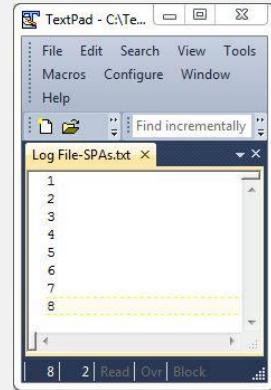 TextPad - C:\Te...
File Edit Search View Tools
Macros Configure Window
Help
Find incrementally
Log File-SPAs.txt
1
2
3
4
5
6
7
8
8 2 Read Ovr Block